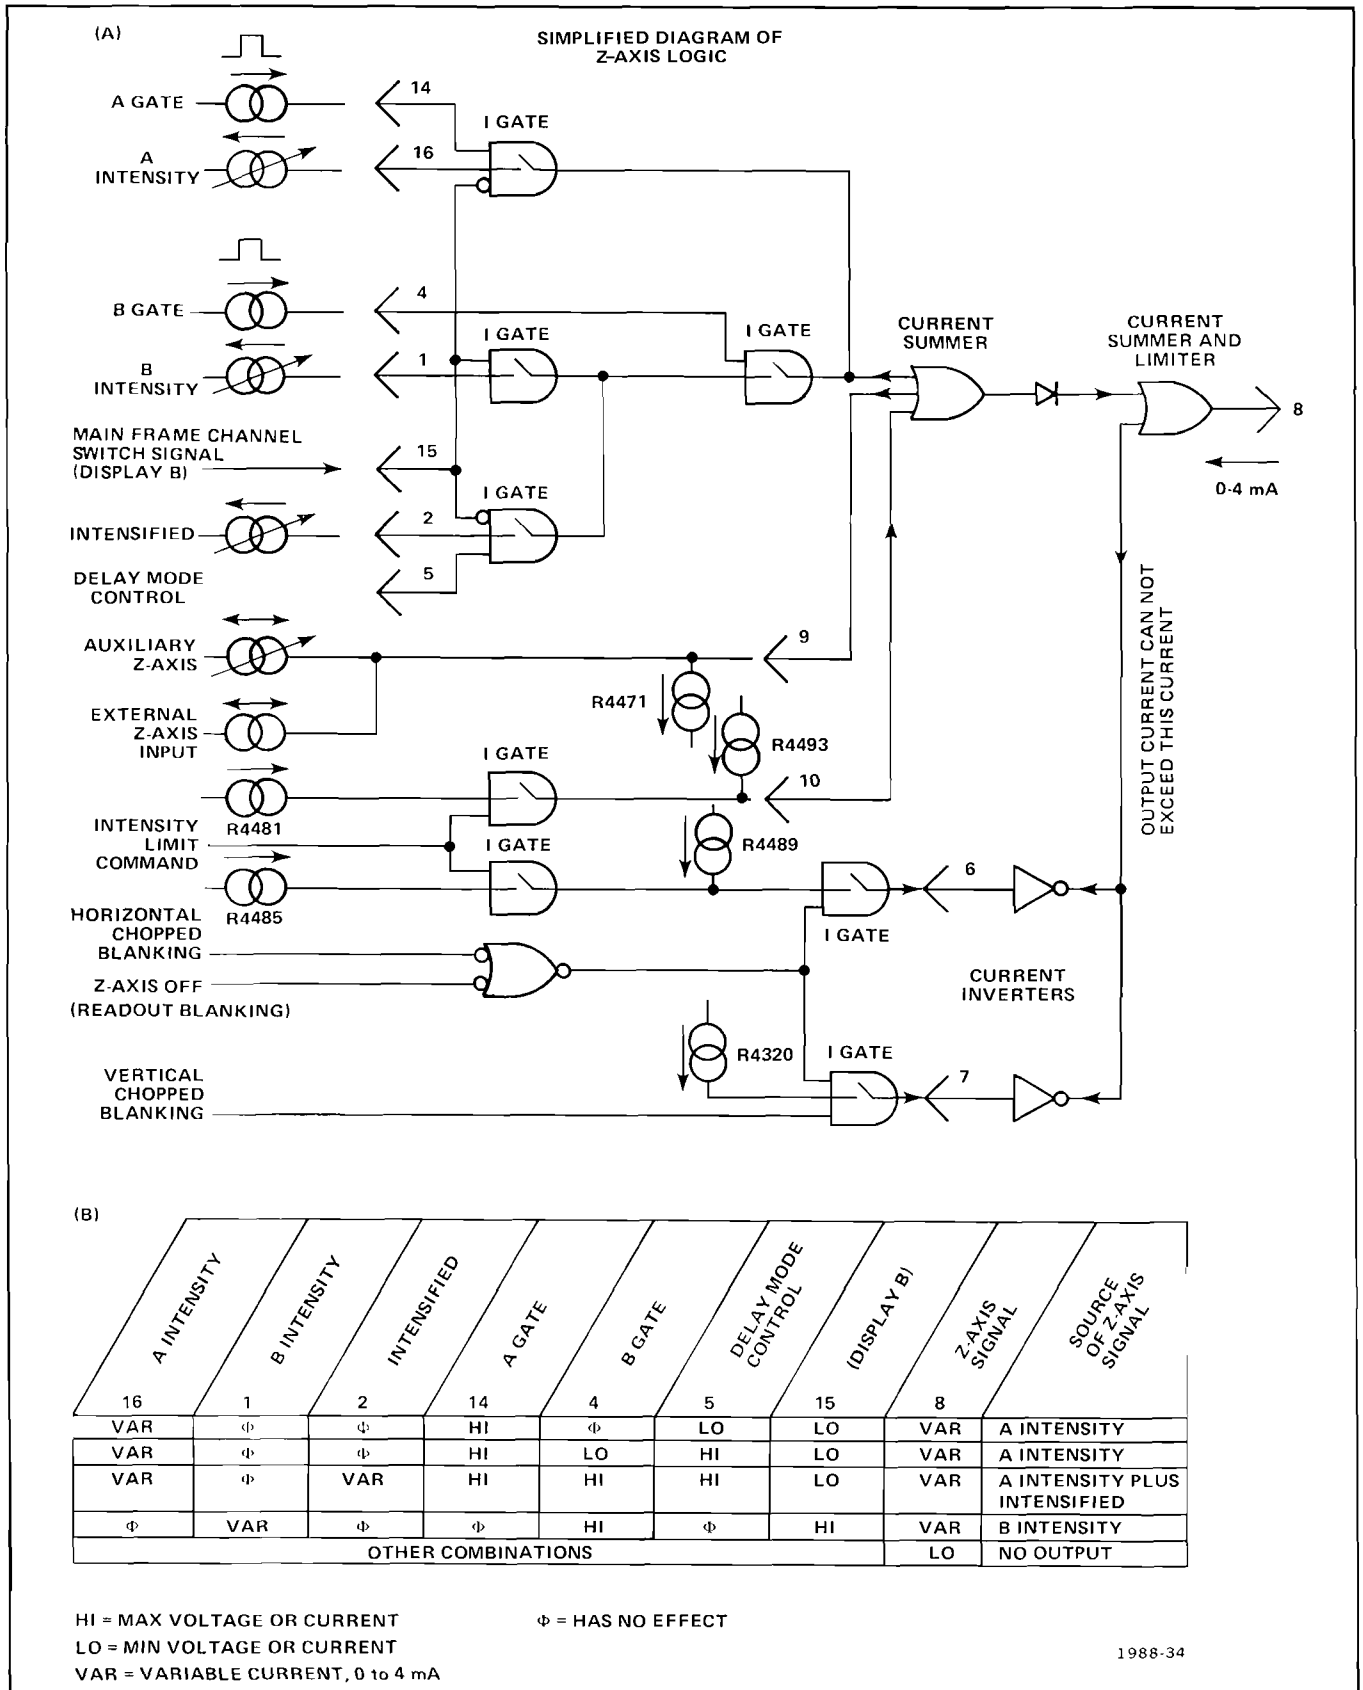 (A)
SIMPLIFIED DIAGRAM OF
Z-AXIS LOGIC
A GATE
14
I GATE
A
INTENSITY
16
B GATE
4
I GATE
I GATE
CURRENT
SUMMER
CURRENT
SUMMER AND
LIMITER
B
INTENSITY
1
8
MAIN FRAME CHANNEL
SWITCH SIGNAL
(DISPLAY B)
15
0-4 mA
I GATE
INTENSIFIED
2
DELAY MODE
CONTROL
5
OUTPUT CURRENT CAN NOT
EXCEED THIS CURRENT
AUXILIARY
Z-AXIS
9
R4471
EXTERNAL
Z-AXIS
INPUT
R4493
I GATE
10
R4481
INTENSITY
LIMIT
COMMAND
I GATE
R4489
6
R4485
I GATE
HORIZONTAL
CHOPPED
BLANKING
Z-AXIS OFF
(READOUT BLANKING)
CURRENT
INVERTERS
R4320
I GATE
7
VERTICAL
CHOPPED
BLANKING
(B)
A INTENSITY
B INTENSITY
INTENSIFIED
A GATE
B GATE
DELAY MODE
CONTROL
(DISPLAY B)
Z-AXIS
SIGNAL
SOURCE
OF Z-AXIS
SIGNAL
16 1 2 14 4 5 15 8
VAR Φ Φ HI Φ LO LO VAR A INTENSITY
VAR Φ Φ HI LO HI LO VAR A INTENSITY
VAR Φ VAR HI HI HI LO VAR A INTENSITY PLUS
INTENSIFIED
Φ VAR Φ Φ HI Φ HI VAR B INTENSITY
OTHER COMBINATIONS LO NO OUTPUT
HI = MAX VOLTAGE OR CURRENT
Φ = HAS NO EFFECT
LO = MIN VOLTAGE OR CURRENT
VAR = VARIABLE CURRENT, 0 to 4 mA
1988-34